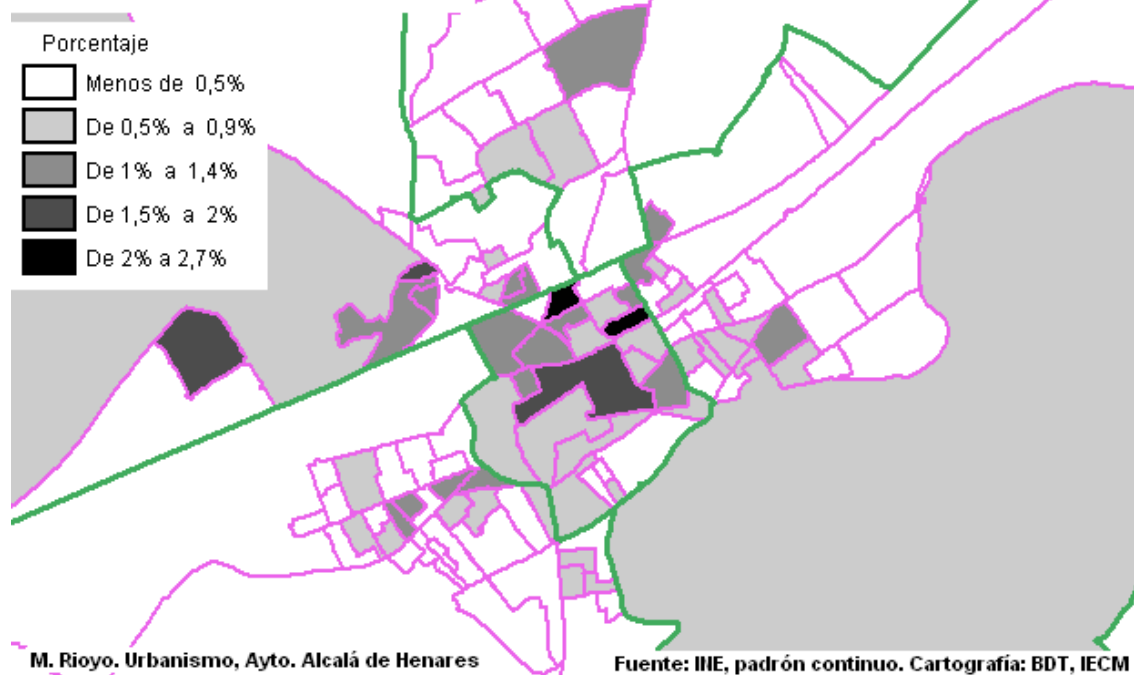 Porcentaje
Menos de 0,5%
De 0,5% a 0,9%
De 1% a 1,4%
De 1,5% a 2%
De 2% a 2,7%
M. Rioyo. Urbanismo, Ayto. Alcalá de Henares
Fuente: INE, padrón continuo. Cartografía: BDT, IECM